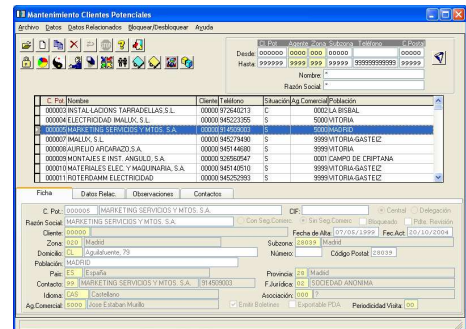 Mantenimiento Clientes Potenciales
Archivo Datos Datos Relacionados Bloquear/Desbloquear Ayuda
Cl. Pot. Agente Zona Subzona Teléfono C.Postal
Desde: 000000 0000 000 00000 00000
Hasta: 999999 9999 999 99999 999999999999 99999
Nombre: *
Razón Social: *
C. Pot. Nombre Cliente Teléfono Situación Ag.Comercial Población
000003 INSTAL·LACIONS TARRADELLAS,S.L. 00000 972640213 C 0002 LA BISBAL
000004 ELECTRICIDAD IMALUX, S.L. 00000 945223355 S 5000 VITORIA
000005 MARKETING SERVICIOS Y MTOS. S.A. 00000 914509003 S 5000 MADRID
000007 IMALUX, S.L. 00000 945279490 S 9999 VITORIA-GASTEIZ
000008 AURELIO ARCARAZO,S.A. 00000 945144680 S 9999 VITORIA-GASTEIZ
000009 MONTAJES E INST. ANGULO, S.A. 00000 926560547 S 0001 CAMPO DE CRIPTANA
000010 MATERIALES ELEC. Y MAQUINARIA, S.A. 00000 945140510 S 9999 VITORIA-GASTEIZ
000011 ROTERDAMM ELECTRICIDAD 00000 945252993 S 9999 VITORIA-GASTEIZ
Ficha Datos Relac. Observaciones Contactos
C. Pot.: 000005 MARKETING SERVICIOS Y MTOS. S.A. CIF: Central Delegación
Razón Social: MARKETING SERVICIOS Y MTOS. S.A. Con Seg.Comerc Sin Seg.Comerc Bloqueado Pdte. Revisión
Cliente: 00000 Fecha de Alta: 07/05/1999 Fec.Act: 20/10/2004
Zona: 020 Madrid Subzona: 28039 Madrid
Domicilio: CL Aguilafuente, 79 Número: Código Postal: 28039
Población: MADRID
País: ES España Provincia: 28 Madrid
Contacto: 99 MARKETING SERVICIOS Y MTOS. S.A. 914509003 F.Jurídica: 02 SOCIEDAD ANONIMA
Idioma: CAS Castellano Asociación: 000 ?
Ag.Comercial: 5000 Jose Esteban Murillo Emitir Boletines Exportable PDA Periodicidad Visita: 00